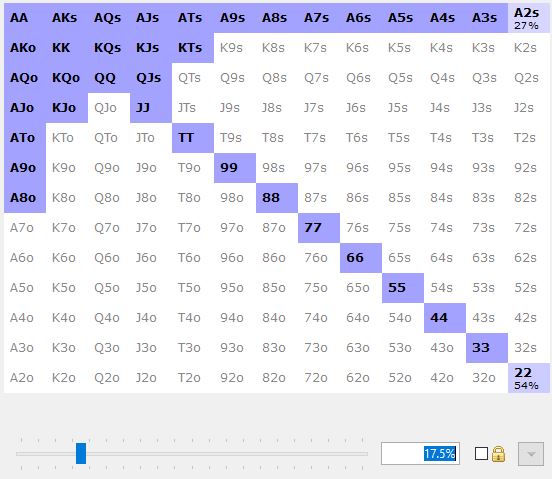 AA AKs AQs AJs ATs A9s A8s A7s A6s A5s A4s A3s A2s 27%
AKo KK KQs KJs KTs K9s K8s K7s K6s K5s K4s K3s K2s
AQo KQo QQ QJs QTs Q9s Q8s Q7s Q6s Q5s Q4s Q3s Q2s
AJo KJo QJo JJ JTs J9s J8s J7s J6s J5s J4s J3s J2s
ATo KTo QTo JTo TT T9s T8s T7s T6s T5s T4s T3s T2s
A9o K9o Q9o J9o T9o 99 98s 97s 96s 95s 94s 93s 92s
A8o K8o Q8o J8o T8o 98o 88 87s 86s 85s 84s 83s 82s
A7o K7o Q7o J7o T7o 97o 87o 77 76s 75s 74s 73s 72s
A6o K6o Q6o J6o T6o 96o 86o 76o 66 65s 64s 63s 62s
A5o K5o Q5o J5o T5o 95o 85o 75o 65o 55 54s 53s 52s
A4o K4o Q4o J4o T4o 94o 84o 74o 64o 54o 44 43s 42s
A3o K3o Q3o J3o T3o 93o 83o 73o 63o 53o 43o 33 32s
A2o K2o Q2o J2o T2o 92o 82o 72o 62o 52o 42o 32o 22 54%
17.5%